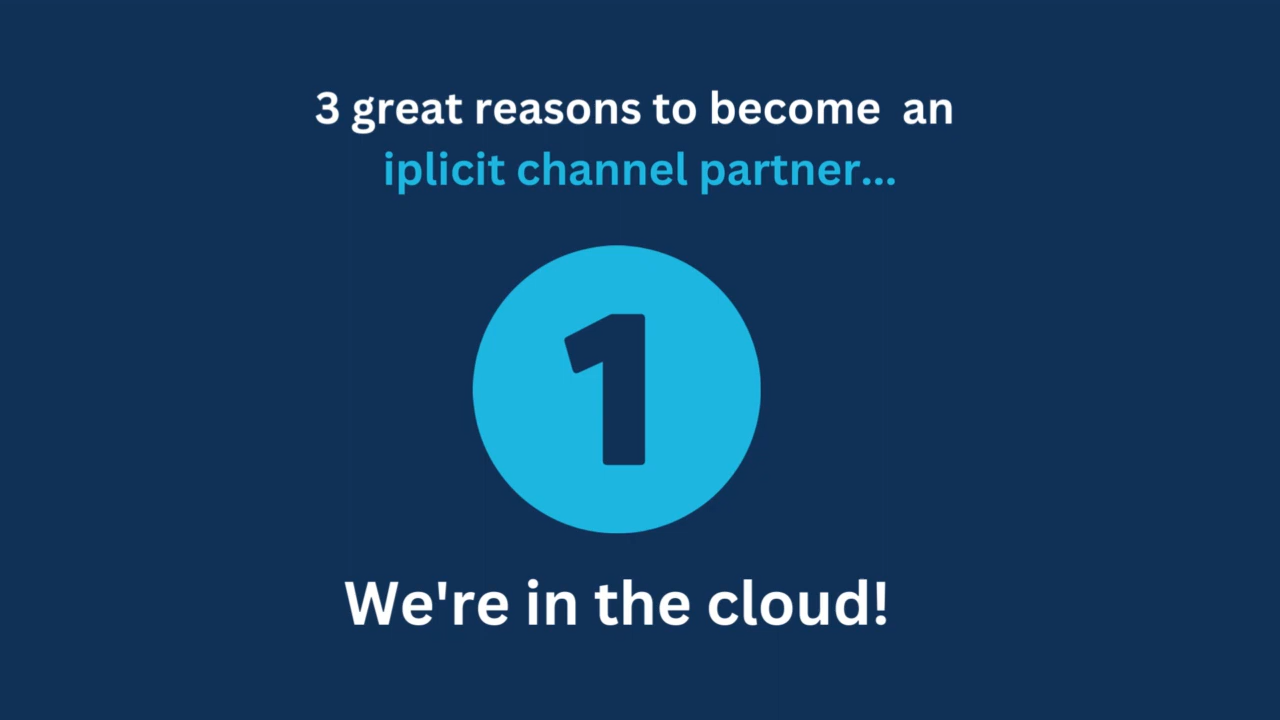 3 great reasons to become  an
iplicit channel partner...
1
We're in the cloud!